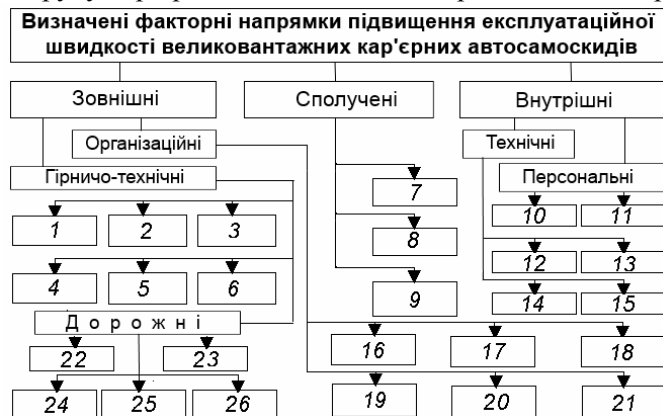 Визначені факторні напрямки підвищення експлуатаційної
швидкості великовантажних кар'єрних автосамоскидів
Зовнішні
Сполучені
Внутрішні
Організаційні
Технічні
Гірничо-технічні
Персональні
7
10
11
1
2
3
8
12
13
4
5
6
9
14
15
Д о р о ж н і
22
23
16
17
18
24
25
26
19
20
21